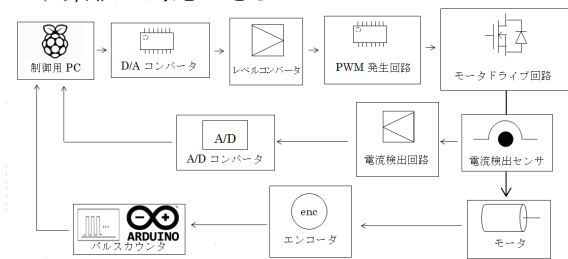 制御用 PC
D/A コンバータ
レベルコンバータ
PWM 発生回路
モータドライブ回路
A/D
A/D コンバータ
電流検出回路
電流検出センサ
ARDUINO
パルスカウンタ
enc
エンコーダ
モータ